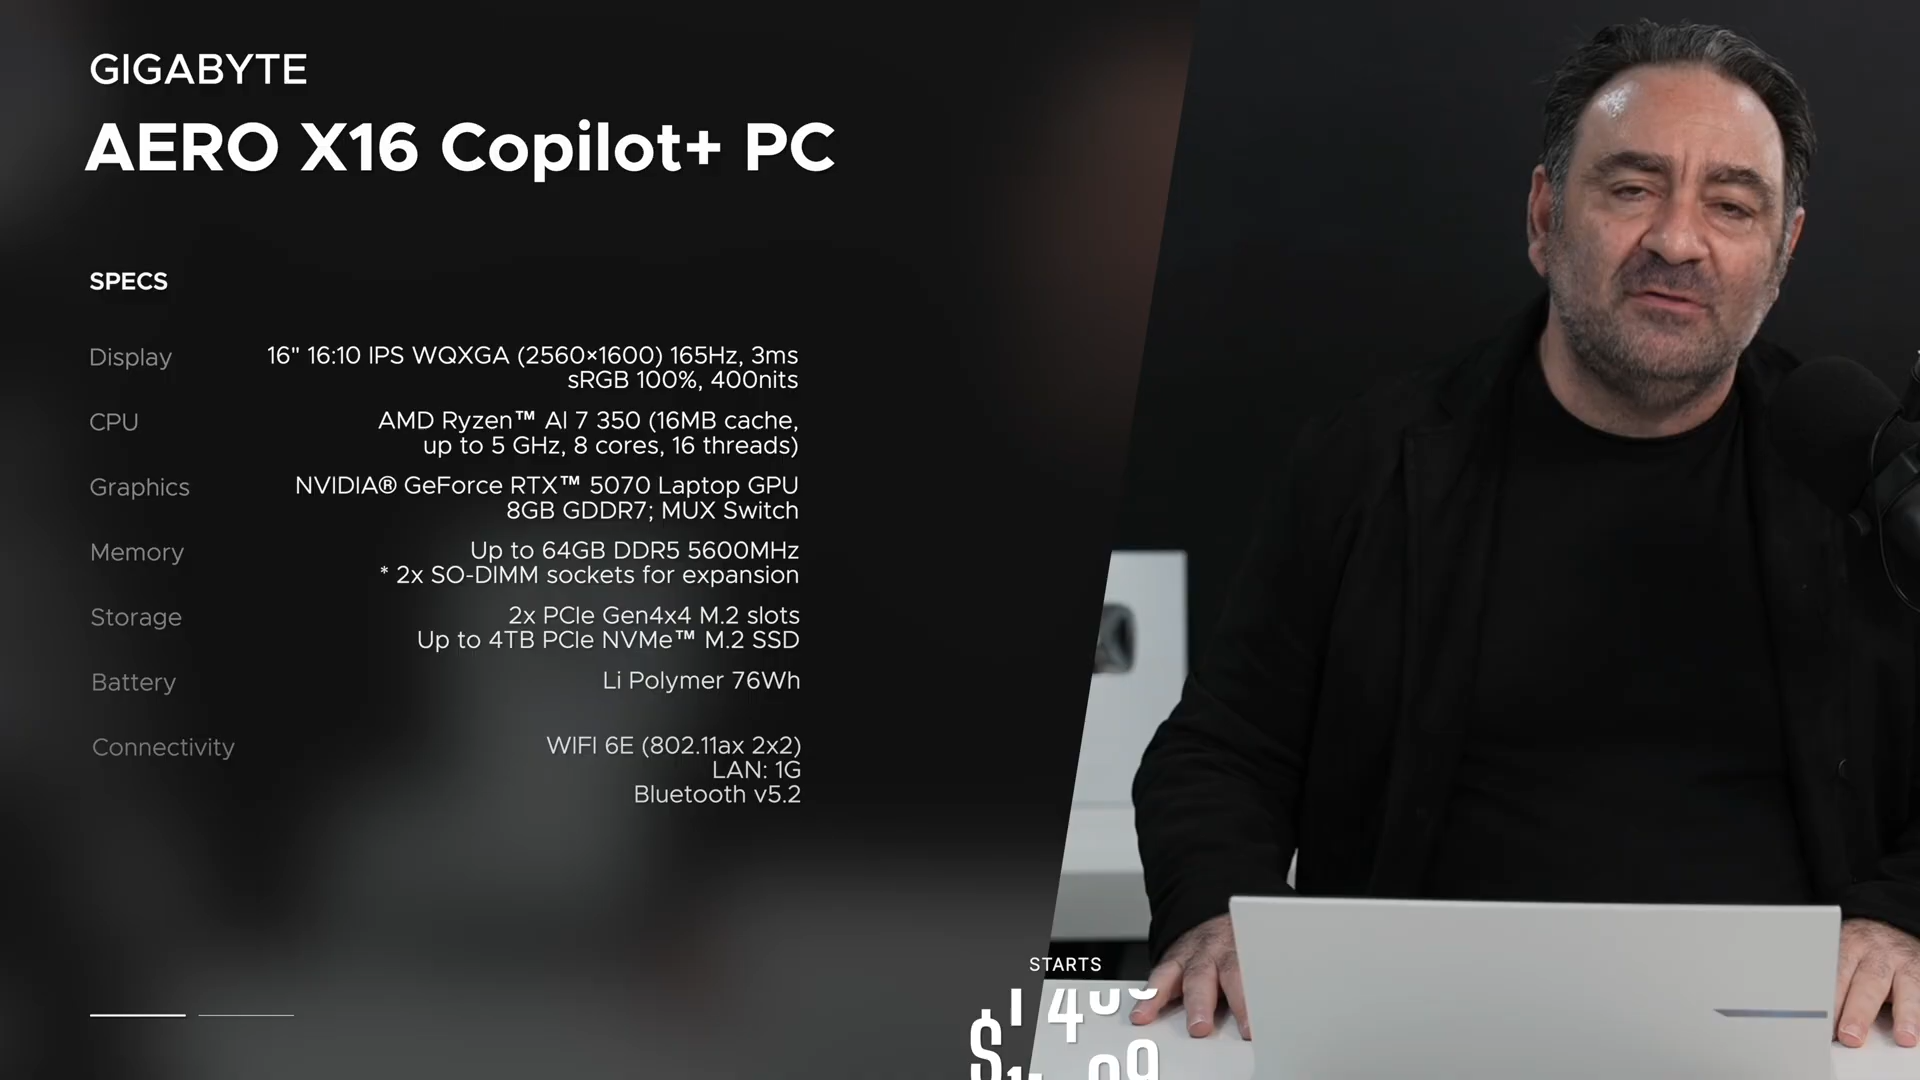 GIGABYTE
AERO X16 Copilot+ PC
SPECS
Display
16" 16:10 IPS WQXGA (2560×1600) 165Hz, 3ms
sRGB 100%, 400nits
CPU
AMD Ryzen™ AI 7 350 (16MB cache,
up to 5 GHz, 8 cores, 16 threads)
Graphics
NVIDIA® GeForce RTX™ 5070 Laptop GPU
8GB GDDR7; MUX Switch
Memory
Up to 64GB DDR5 5600MHz
* 2x SO-DIMM sockets for expansion
Storage
2x PCIe Gen4x4 M.2 slots
Up to 4TB PCIe NVMe™ M.2 SSD
Battery
Li Polymer 76Wh
Connectivity
WIFI 6E (802.11ax 2x2)
LAN: 1G
Bluetooth v5.2
STARTS